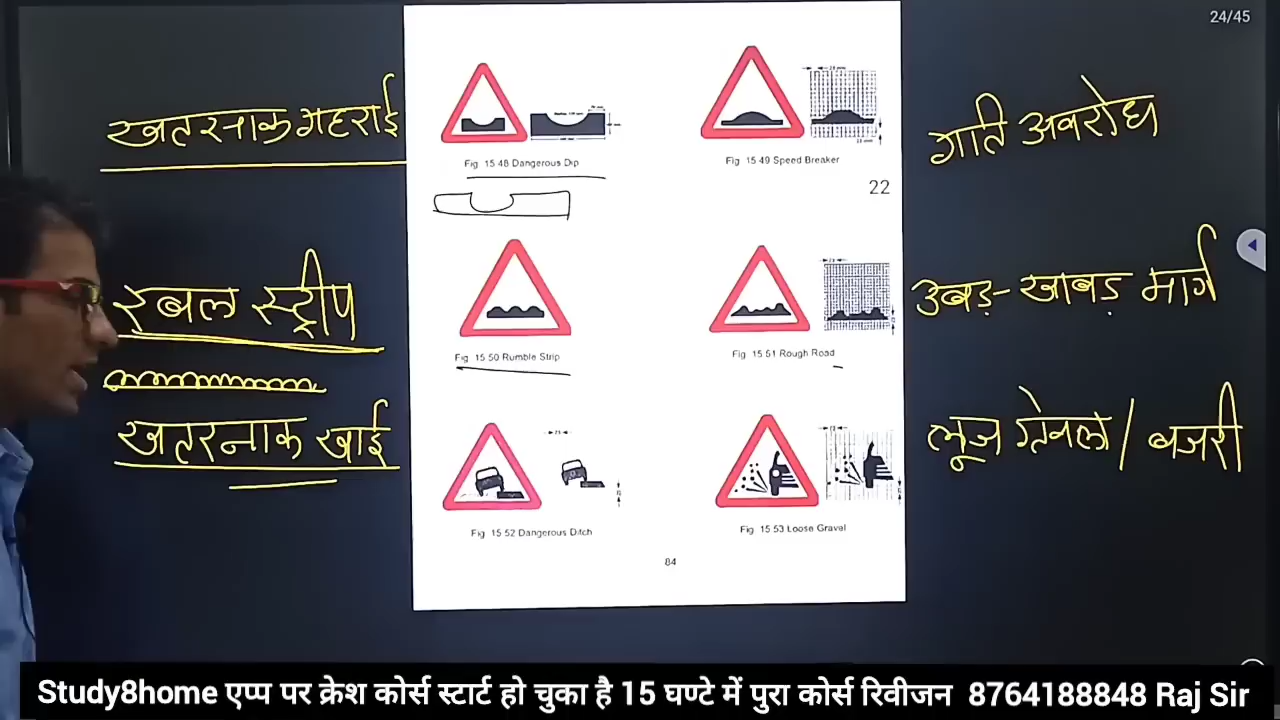 24/45
खतरनाक गहराई
Fig 15.48 Dangerous Dip
Fig 15.49 Speed Breaker
गति अवरोध
22
रबल स्ट्रीप
Fig 15.50 Rumble Strip
Fig 15.51 Rough Road
उबड़-खाबड़ मार्ग
खतरनाक खाई
Fig 15.52 Dangerous Ditch
Fig 15.53 Loose Gravel
लूज ग्रेवल / बजरी
84
Study8home एप्प पर क्रेश कोर्स स्टार्ट हो चुका है 15 घण्टे में पुरा कोर्स रिवीजन 8764188848 Raj Sir